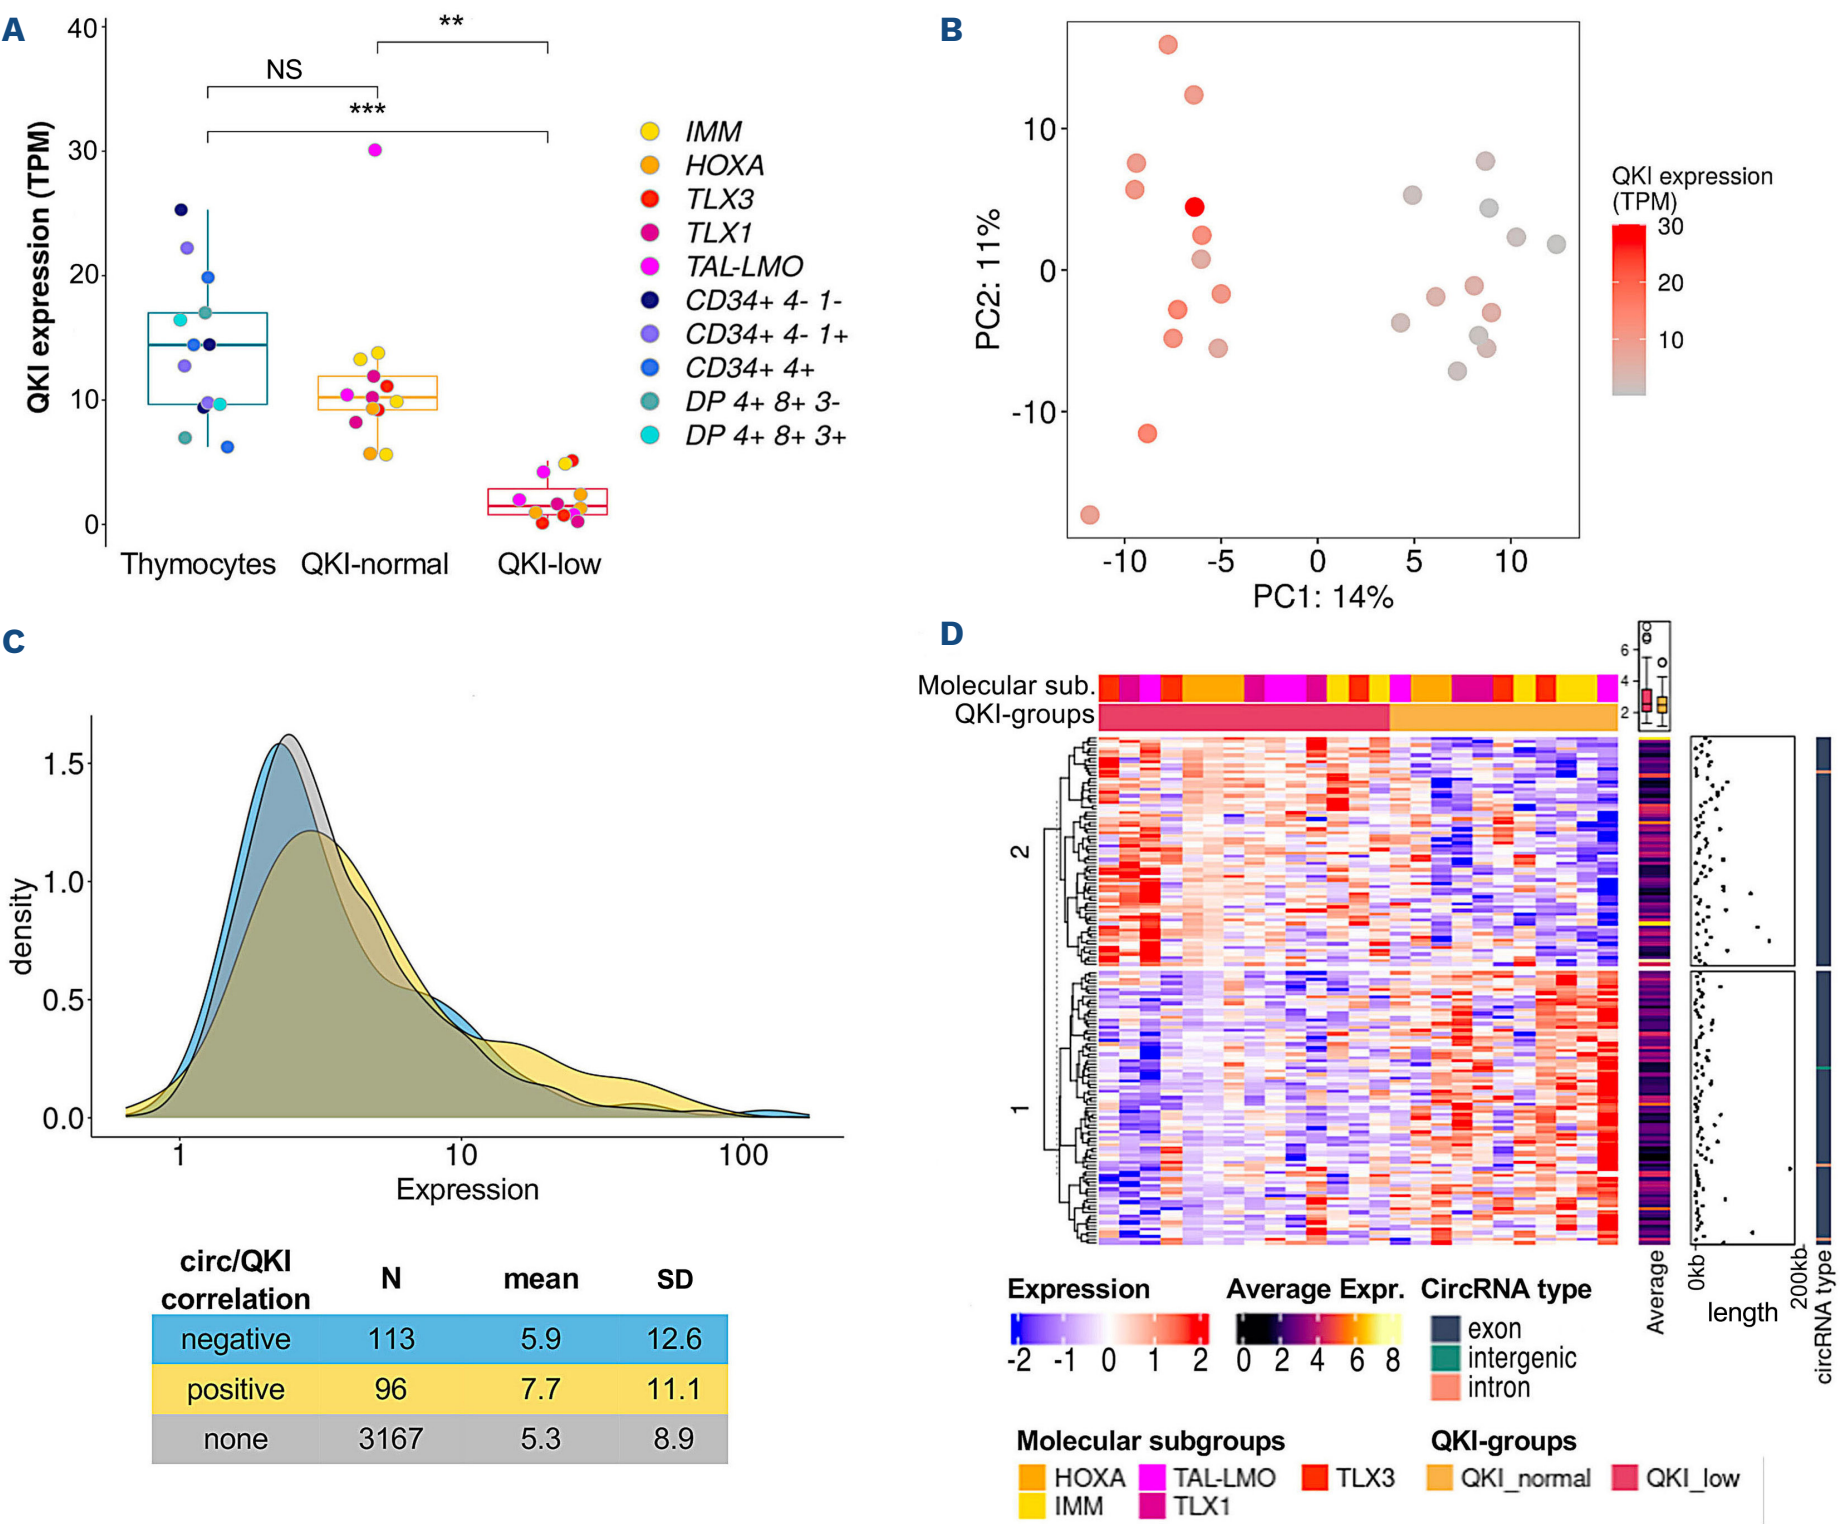 A
40
30
20
10
0
QKI expression (TPM)
**
NS
***
Thymocytes
QKI-normal
QKI-low
IMM
HOXA
TLX3
TLX1
TAL-LMO
CD34+ 4- 1-
CD34+ 4- 1+
CD34+ 4+
DP 4+ 8+ 3-
DP 4+ 8+ 3+
B
10
0
-10
PC2: 11%
-10 -5 0 5 10
PC1: 14%
QKI expression
(TPM)
30
20
10
C
1.5
1.0
0.5
0.0
density
1 10 100
Expression
circ/QKI
correlation N mean SD
negative 113 5.9 12.6
positive 96 7.7 11.1
none 3167 5.3 8.9
D
Molecular sub.
QKI-groups
6
4
2
2
1
Average
0kb
200kb
length
circRNA type
Expression
-2 -1 0 1 2
Average Expr.
0 2 4 6 8
CircRNA type
exon
intergenic
intron
Molecular subgroups
HOXA TAL-LMO TLX3
IMM TLX1
QKI-groups
QKI_normal QKI_low